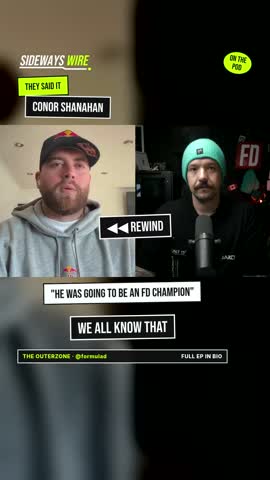 SIDEWAYS WIRE.
ON THE
POD
THEY SAID IT
CONOR SHANAHAN
FD
REWIND
"HE WAS GOING TO BE AN FD CHAMPION"
WE ALL KNOW THAT
THE OUTERZONE · @formulad
FULL EP IN BIO